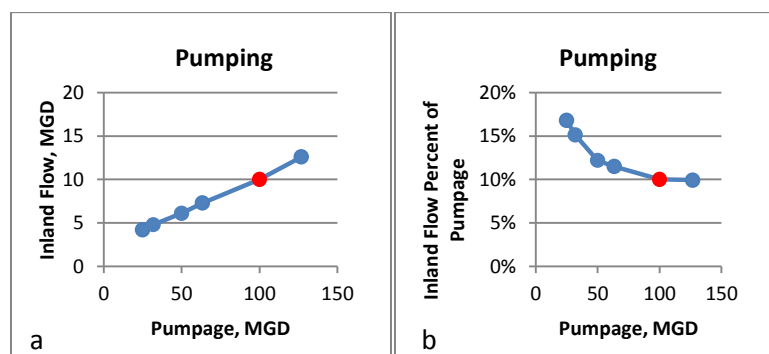 Pumping
Inland Flow, MGD
20
15
10
5
0
0 50 100 150
Pumpage, MGD
a
Pumping
Inland Flow Percent of
Pumpage
20%
15%
10%
5%
0%
0 50 100 150
Pumpage, MGD
b